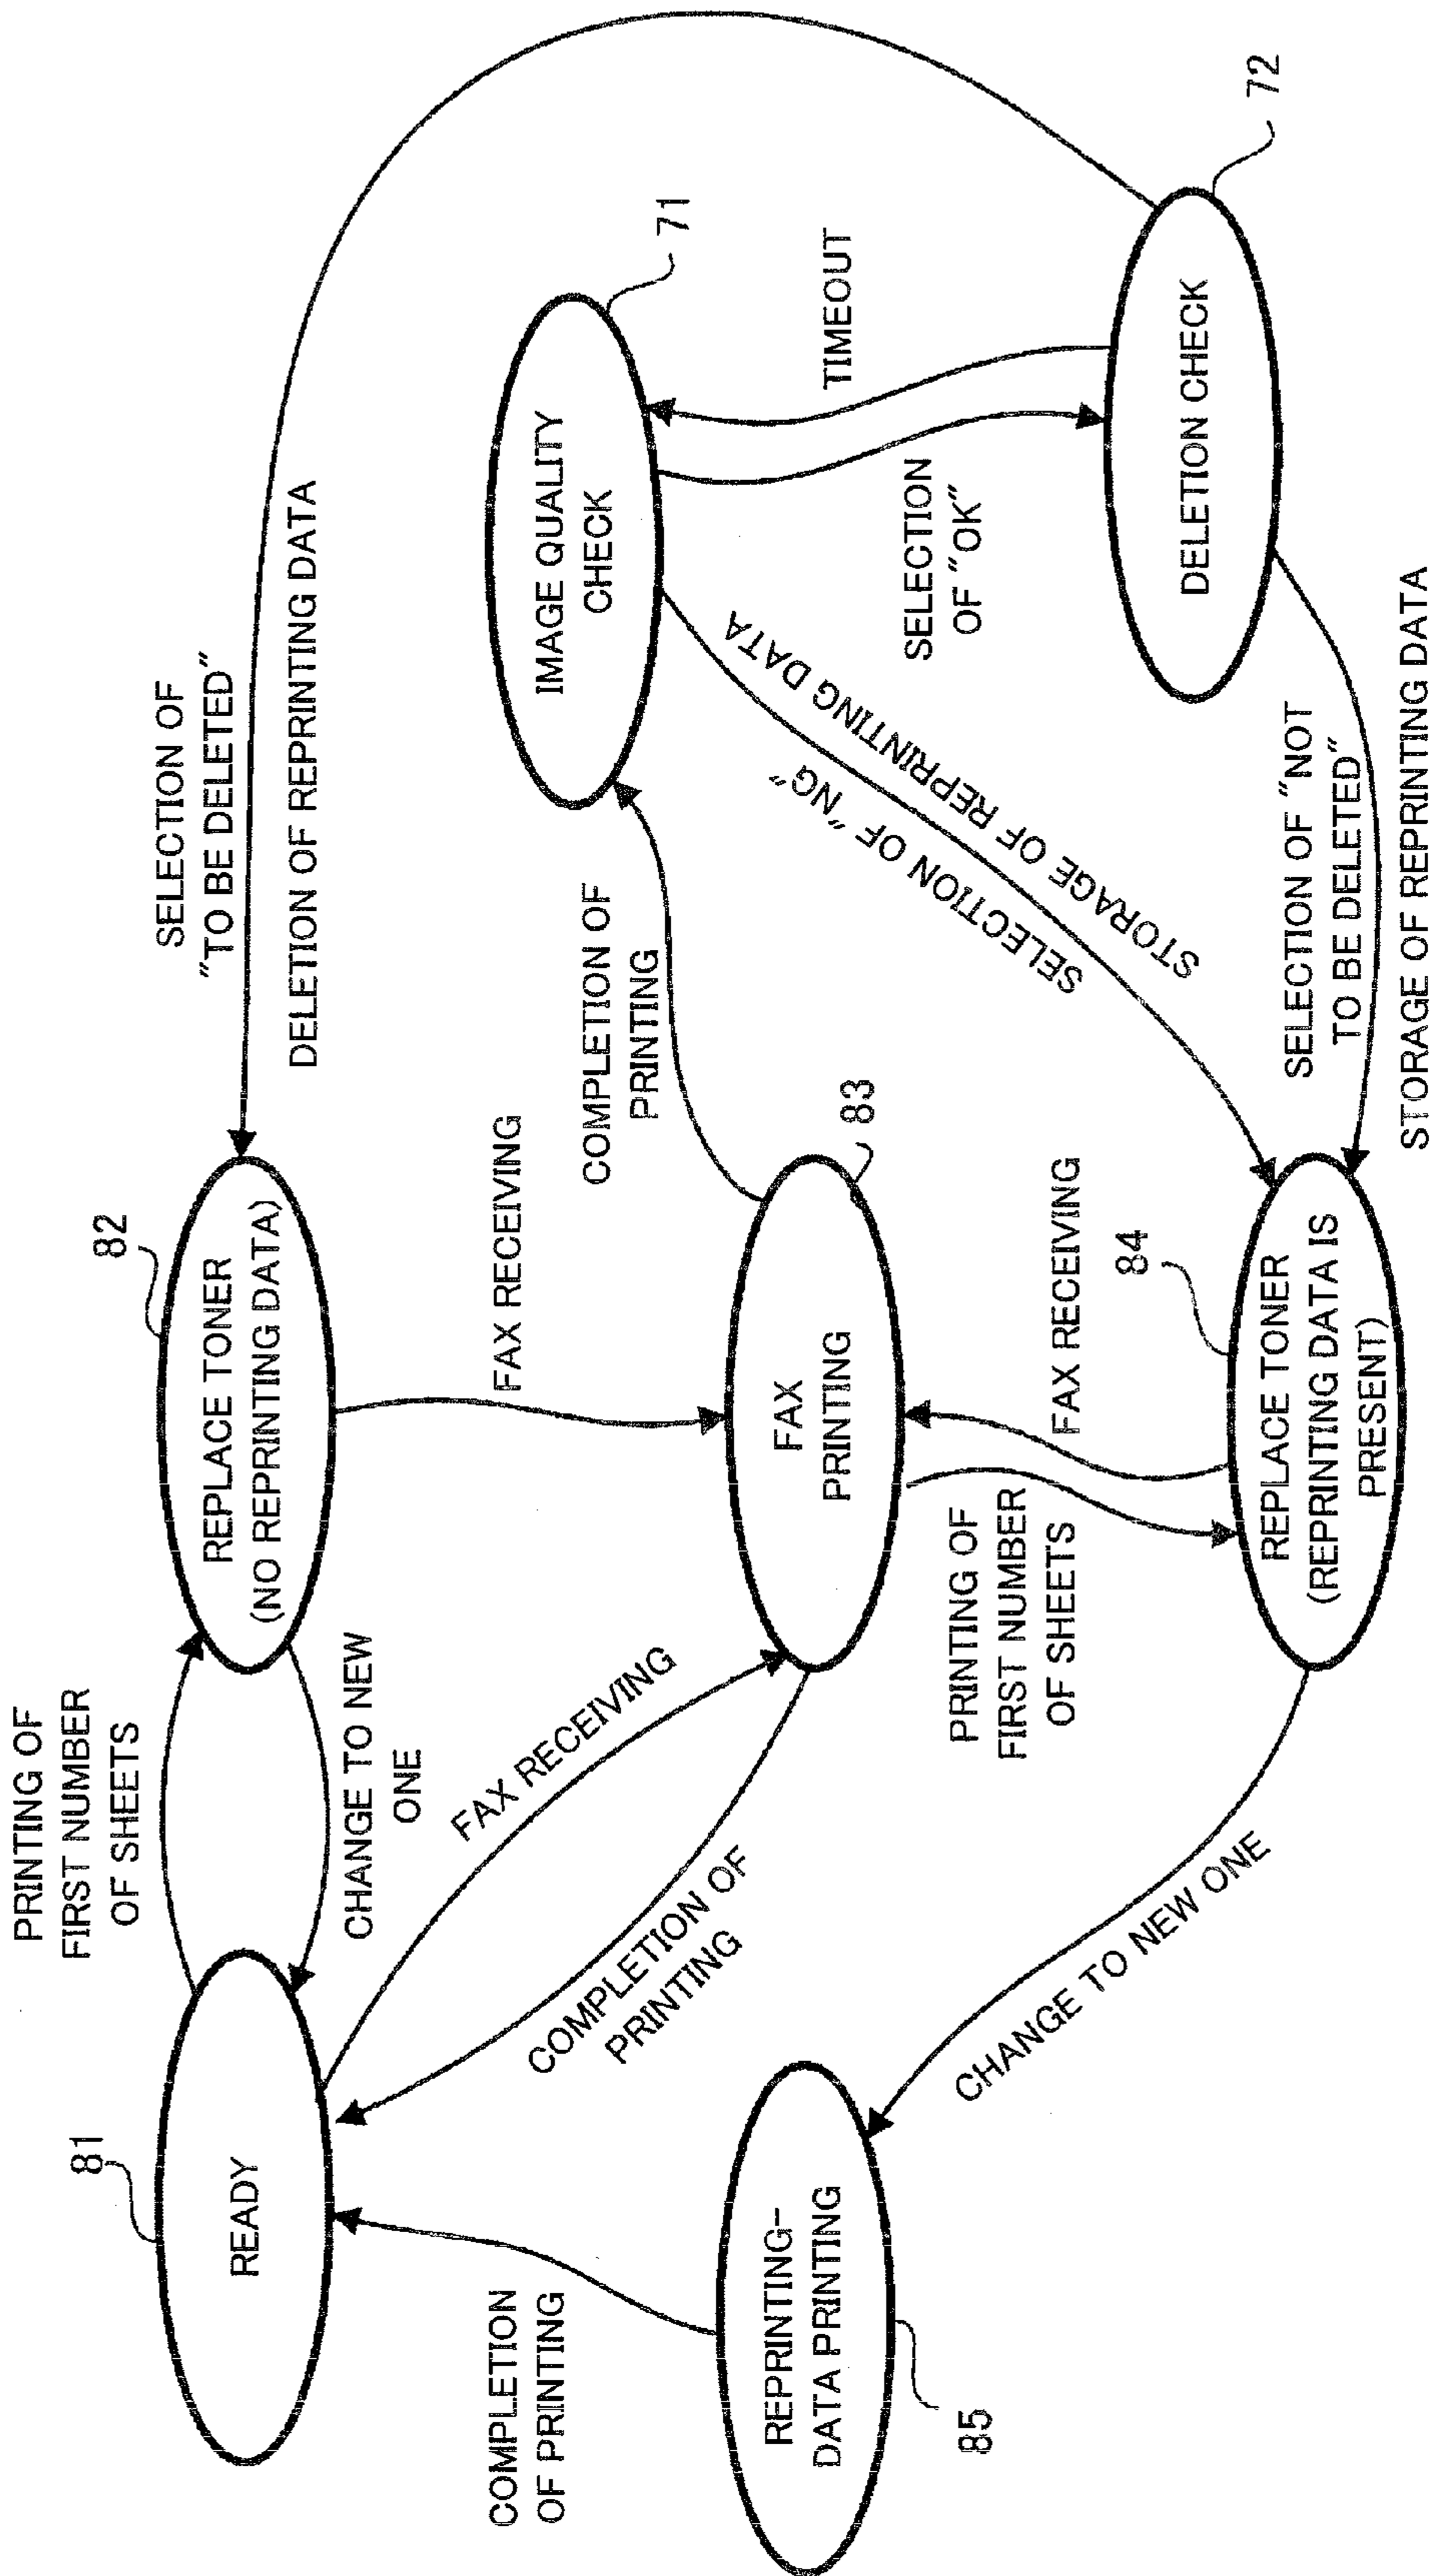 PRINTING OF
FIRST NUMBER
OF SHEETS
81
READY
82
REPLACE TONER
(NO REPRINTING DATA)
CHANGE TO NEW
ONE
SELECTION OF
"TO BE DELETED"
DELETION OF REPRINTING DATA
FAX RECEIVING
FAX RECEIVING
COMPLETION OF
PRINTING
COMPLETION
OF PRINTING
REPRINTING-
DATA PRINTING
85
FAX
PRINTING
83
COMPLETION OF
PRINTING
IMAGE QUALITY
CHECK
71
TIMEOUT
SELECTION
OF "OK"
SELECTION OF "NG"
STORAGE OF REPRINTING DATA
PRINTING OF
FIRST NUMBER
OF SHEETS
FAX RECEIVING
84
CHANGE TO NEW ONE
REPLACE TONER
(REPRINTING DATA IS
PRESENT)
DELETION CHECK
72
SELECTION OF "NOT
TO BE DELETED"
STORAGE OF REPRINTING DATA